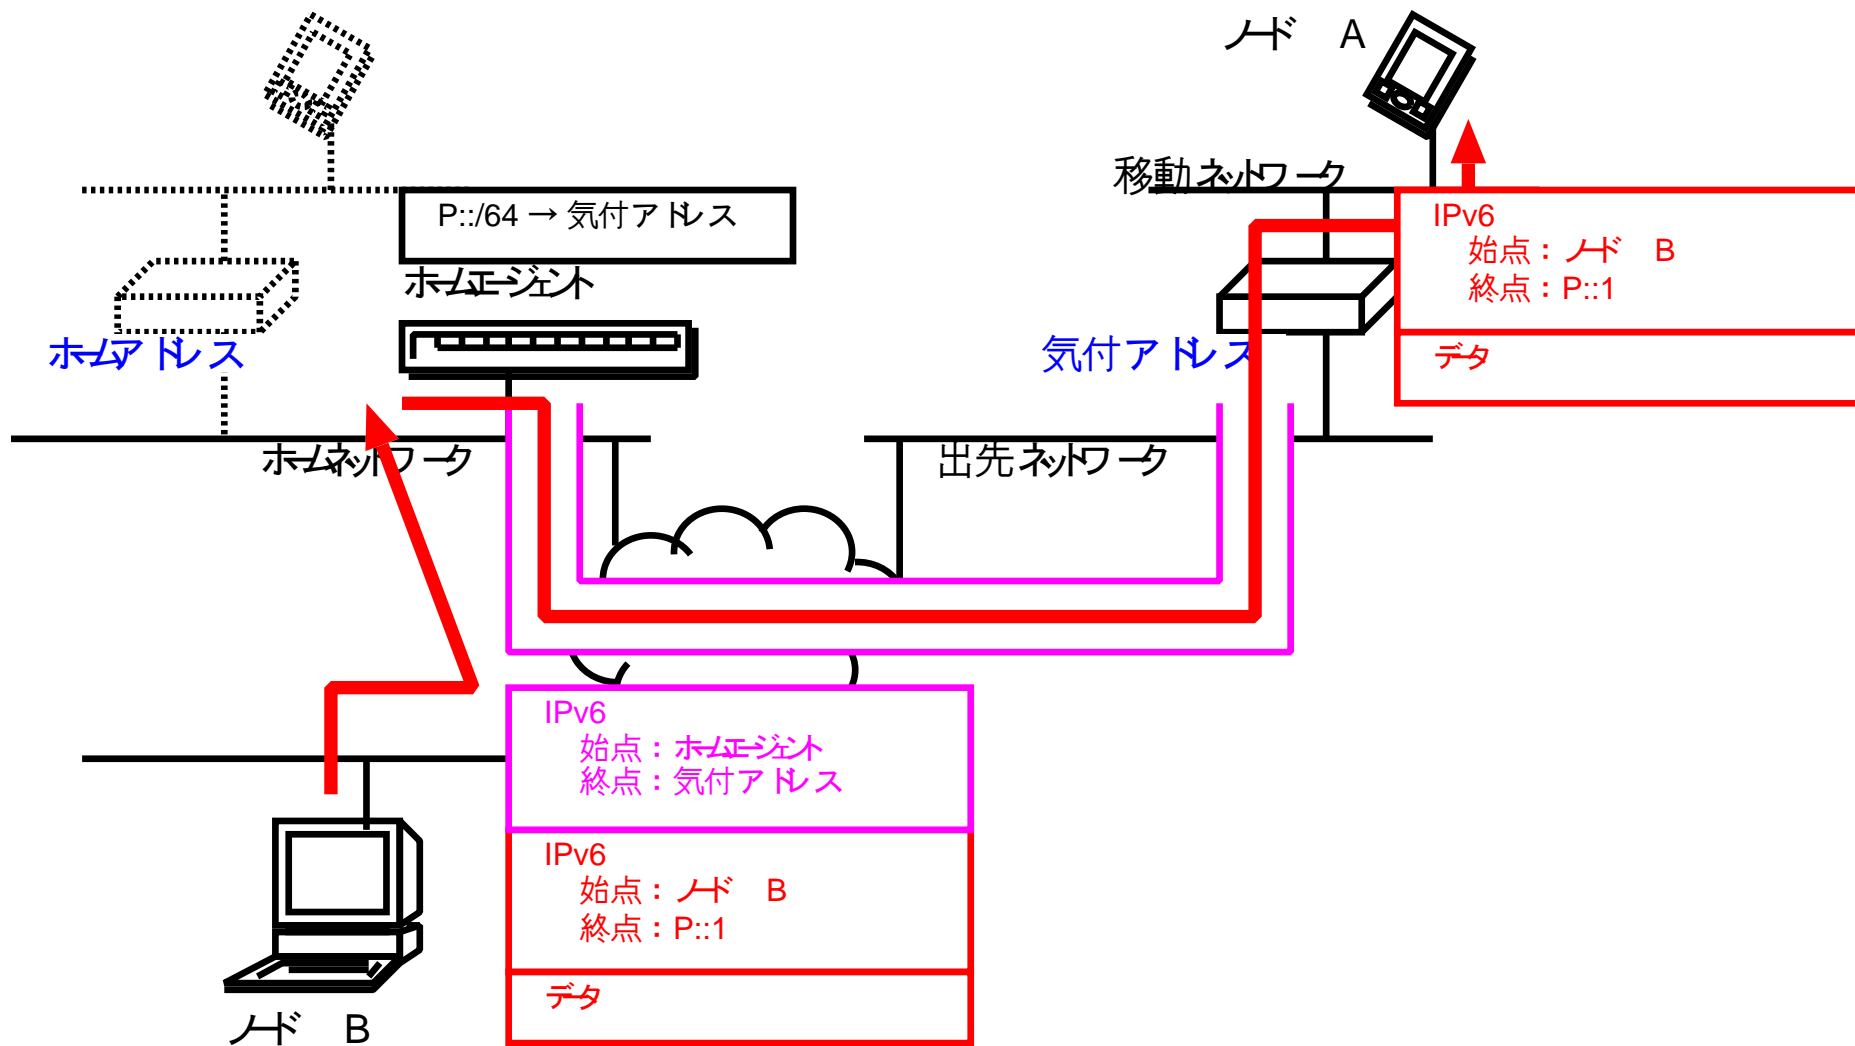 ノード A
移動ネットワーク
P::/64 → 気付アドレス
ホームエージェント
IPv6
始点：ノード B
終点：P::1
データ
ホームアドレス
気付アドレス
ホームネットワーク
出先ネットワーク
IPv6
始点：ホームエージェント
終点：気付アドレス
IPv6
始点：ノード B
終点：P::1
データ
ノード B